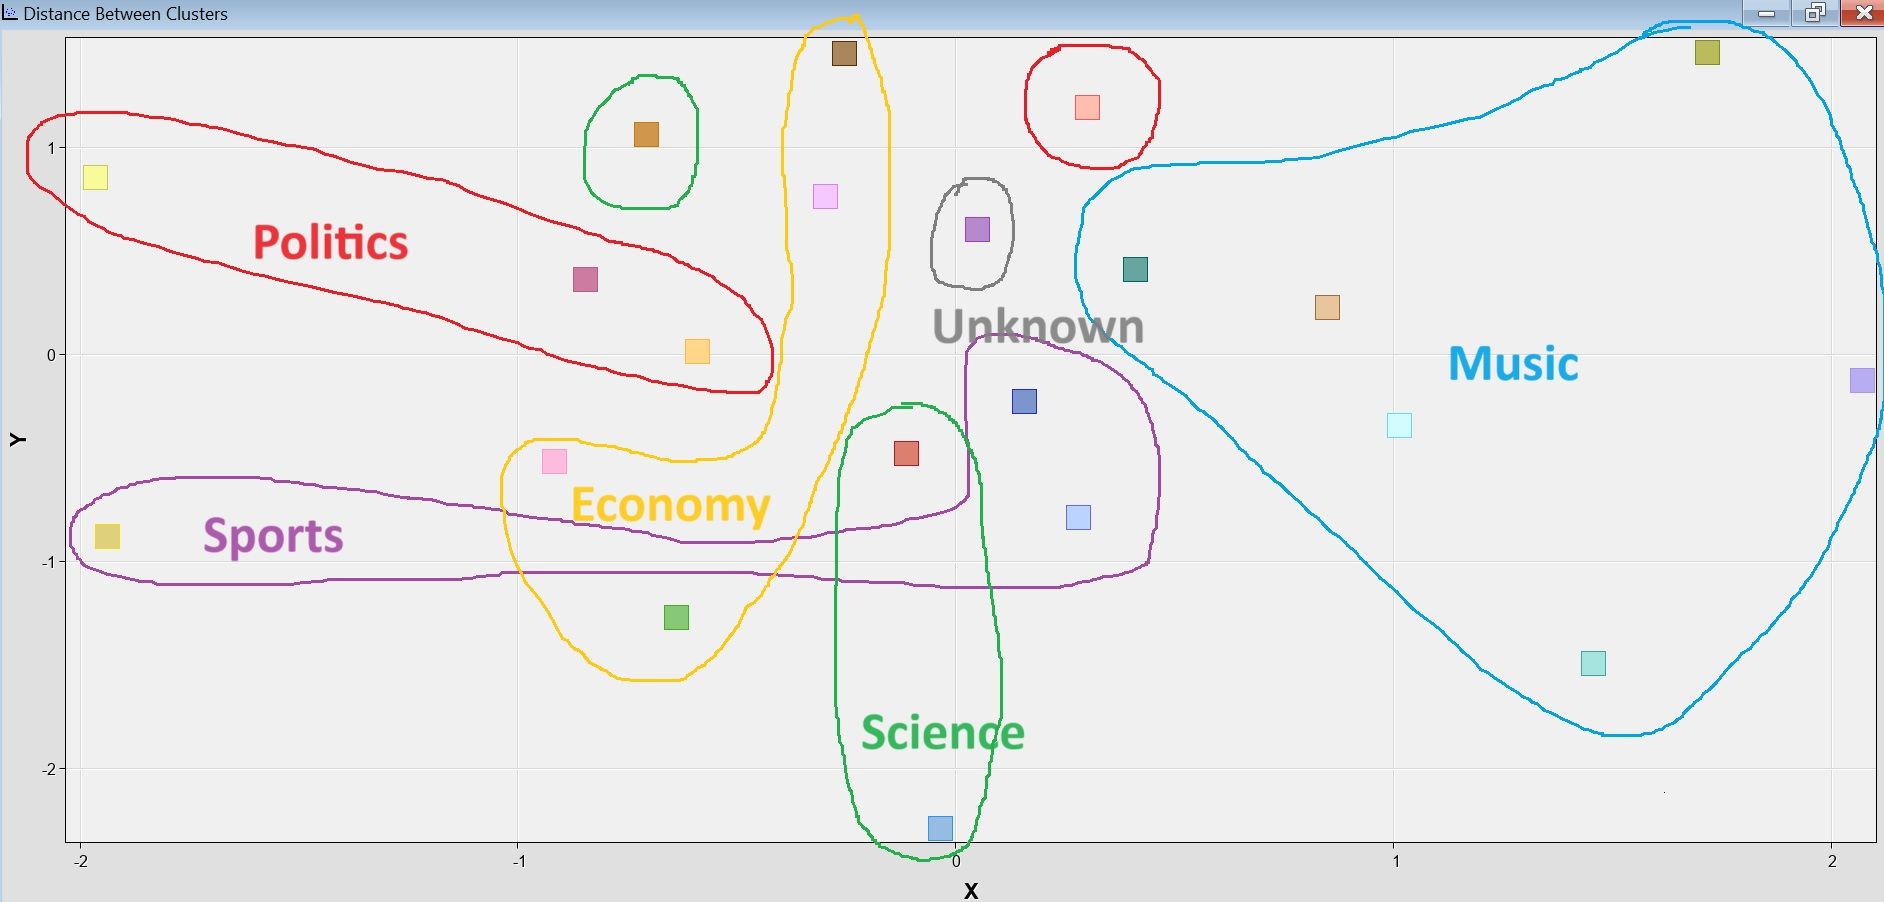 Distance Between Clusters
1
Politics
Unknown
0
Music
Y
Economy
Sports
-1
Science
-2
-2 -1 0 1 2
X